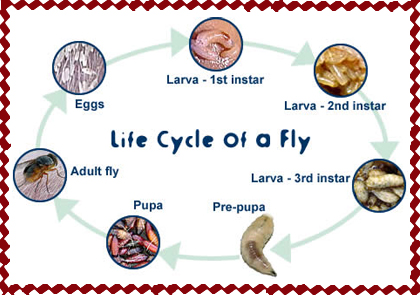 Larva - 1st instar
Eggs
Larva - 2nd instar
Life Cycle Of a Fly
Adult fly
Larva - 3rd instar
Pupa
Pre-pupa